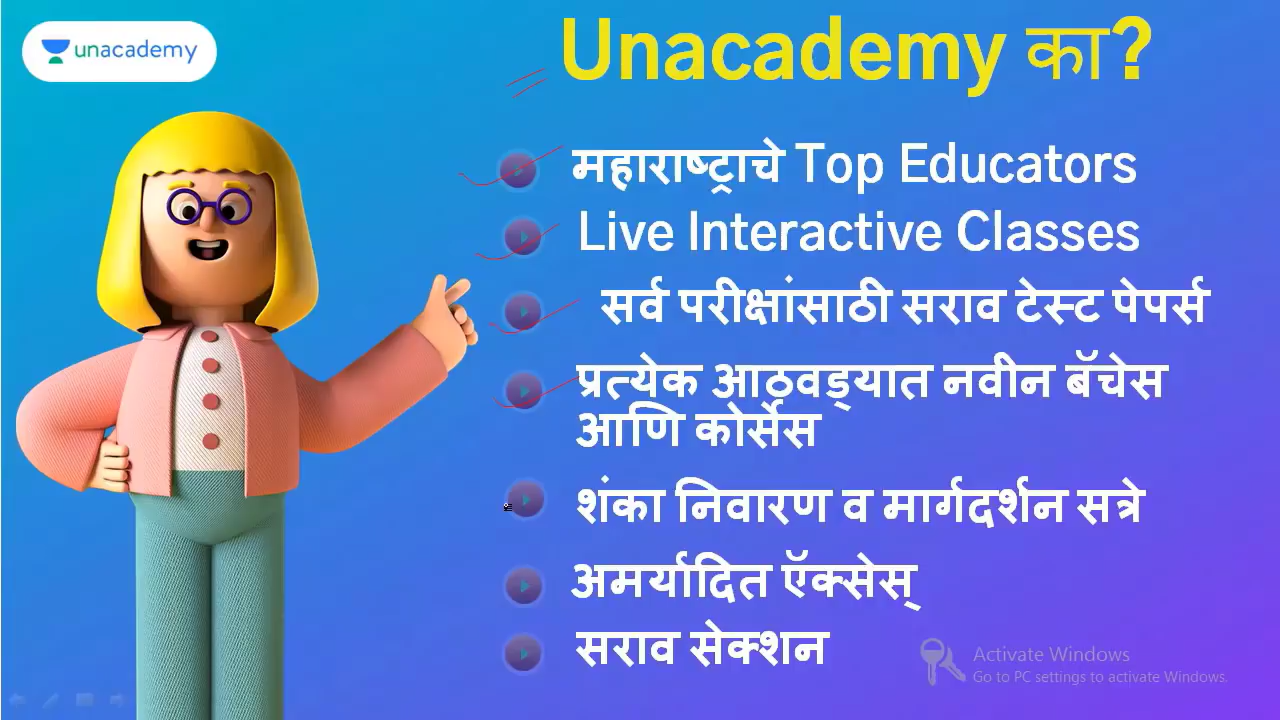 unacademy
Unacademy का?
महाराष्ट्राचे Top Educators
Live Interactive Classes
सर्व परीक्षांसाठी सराव टेस्ट पेपर्स
प्रत्येक आठवड्यात नवीन बॅचेस
आणि कोर्सेस
शंका निवारण व मार्गदर्शन सत्रे
अमर्यादित ऍक्सेस्
सराव सेक्शन
Activate Windows
Go to PC settings to activate Windows.